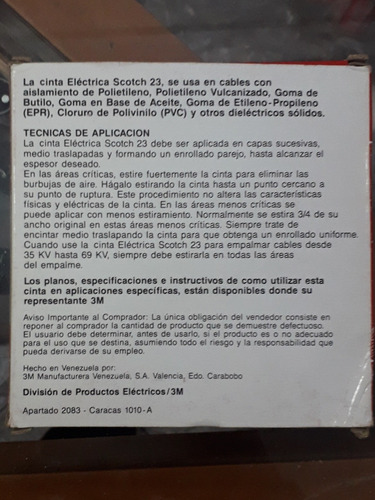 La cinta Eléctrica Scotch 23, se usa en cables con
aislamiento de Polietileno, Polietileno Vulcanizado, Goma de
Butilo, Goma en Base de Aceite, Goma de Etileno-Propileno
(EPR), Cloruro de Polivinilo (PVC) y otros dieléctricos sólidos.
TECNICAS DE APLICACION
La cinta Eléctrica Scotch 23 debe ser aplicada en capas sucesivas,
medio traslapadas y formando un enrollado parejo, hasta alcanzar el
espesor deseado.
En las áreas críticas, estire fuertemente la cinta para eliminar las
burbujas de aire. Hágalo estirando la cinta hasta un punto cercano a
su punto de ruptura. Este procedimiento no altera las características
físicas y eléctricas de la cinta. En las áreas menos críticas se
puede aplicar con menos estiramiento. Normalmente se estira 3/4 de su
ancho original en estas áreas menos críticas. Siempre trate de
encintar medio traslapado la cinta para que obtenga un enrollado uniforme.
Cuando use la cinta Eléctrica Scotch 23 para empalmar cables desde
35 KV hasta 69 KV, siempre debe estirarla en todas las áreas
del empalme.
Los planos, especificaciones e instructivos de como utilizar esta
cinta en aplicaciones específicas, están disponibles donde su
representante 3M
Aviso Importante al Comprador: La única obligación del vendedor consiste en
reponer al comprador la cantidad de producto que se demuestre defectuoso.
El usuario debe determinar, antes de usarlo, si el producto es o no adecuado
para el uso que se destina, asumiendo todo el riesgo y la responsabilidad que
pueda derivarse de su empleo.
Hecho en Venezuela por:
3M Manufacturera Venezuela, S.A. Valencia, Edo. Carabobo
División de Productos Eléctricos/3M
Apartado 2083 - Caracas 1010-A